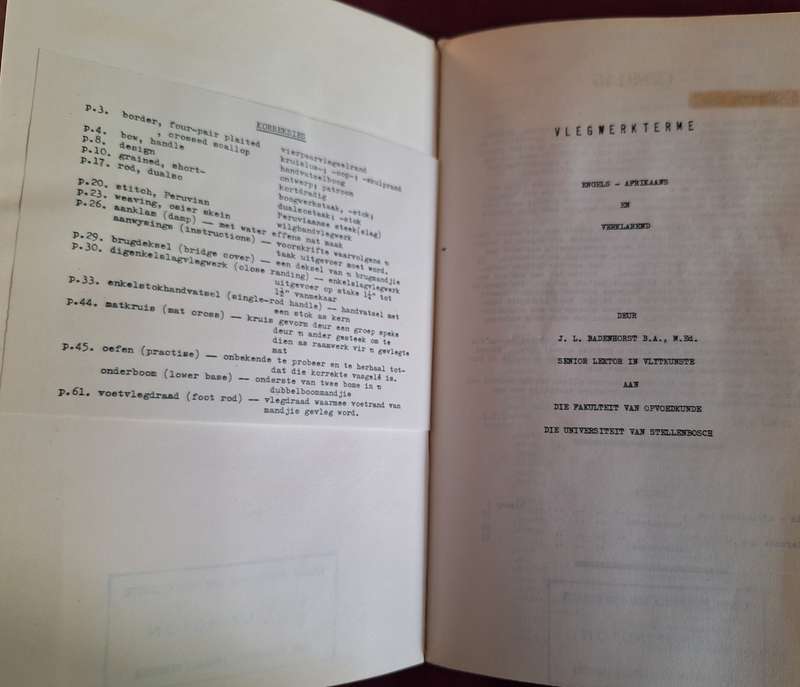 KORREKSIES
p.3. border, four-pair plaited vierpaarvlegselrand
, crossed scallop kruislus-; -oop-; -skulprand
p.4. bow, handle handvatselboog
p.8. design ontwerp; patroom
p.10. grained, short- kortdradig
p.17. rod, dualso boogwerkstaak, -stok;
dualsostaak; -stok
p.20. stitch, Peruvian Peruviaanse steek[slag]
p.23. weaving, osier skein wilgbandvlegwerk
p.26. aanklam (damp) — met water effens nat maak
aanwysings (instructions) — voorskrifte waarvolgens 'n
taak uitgevoer moet word.
p.29. brugdeksel (bridge cover) — een deksel van 'n brugmandjie
p.30. digenkelslagvlegwerk (close randing) — enkelslagvlegwerk
uitgevoer op stake 1¼" tot
1½" vanmekaar
p.33. enkelstokhandvatsel (single-rod handle) — handvatsel met
een stok as kern
p.44. matkruis (mat cross) — kruis gevorm deur een groep speke
deur 'n ander gesteek om te
dien as raamwerk vir 'n gevlegte
mat
p.45. oefen (practise) — onbekende te probeer en te herhaal tot-
dat die korrekte vasgelê is.
onderboom (lower base) — onderste van twee bome in 'n
dubbelboommandjie
p.61. voetvlegdraad (foot rod) — vlegdraad waarmee voetrand van
mandjie gevleg word.
VLEGWERKTERME
ENGELS - AFRIKAANS
EN
VERKLAREND
DEUR
J. L. BADENHORST B.A., M.Ed.
SENIOR LEKTOR IN VLYTKUNSTE
AAN
DIE FAKULTEIT VAN OPVOEDKUNDE
DIE UNIVERSITEIT VAN STELLENBOSCH